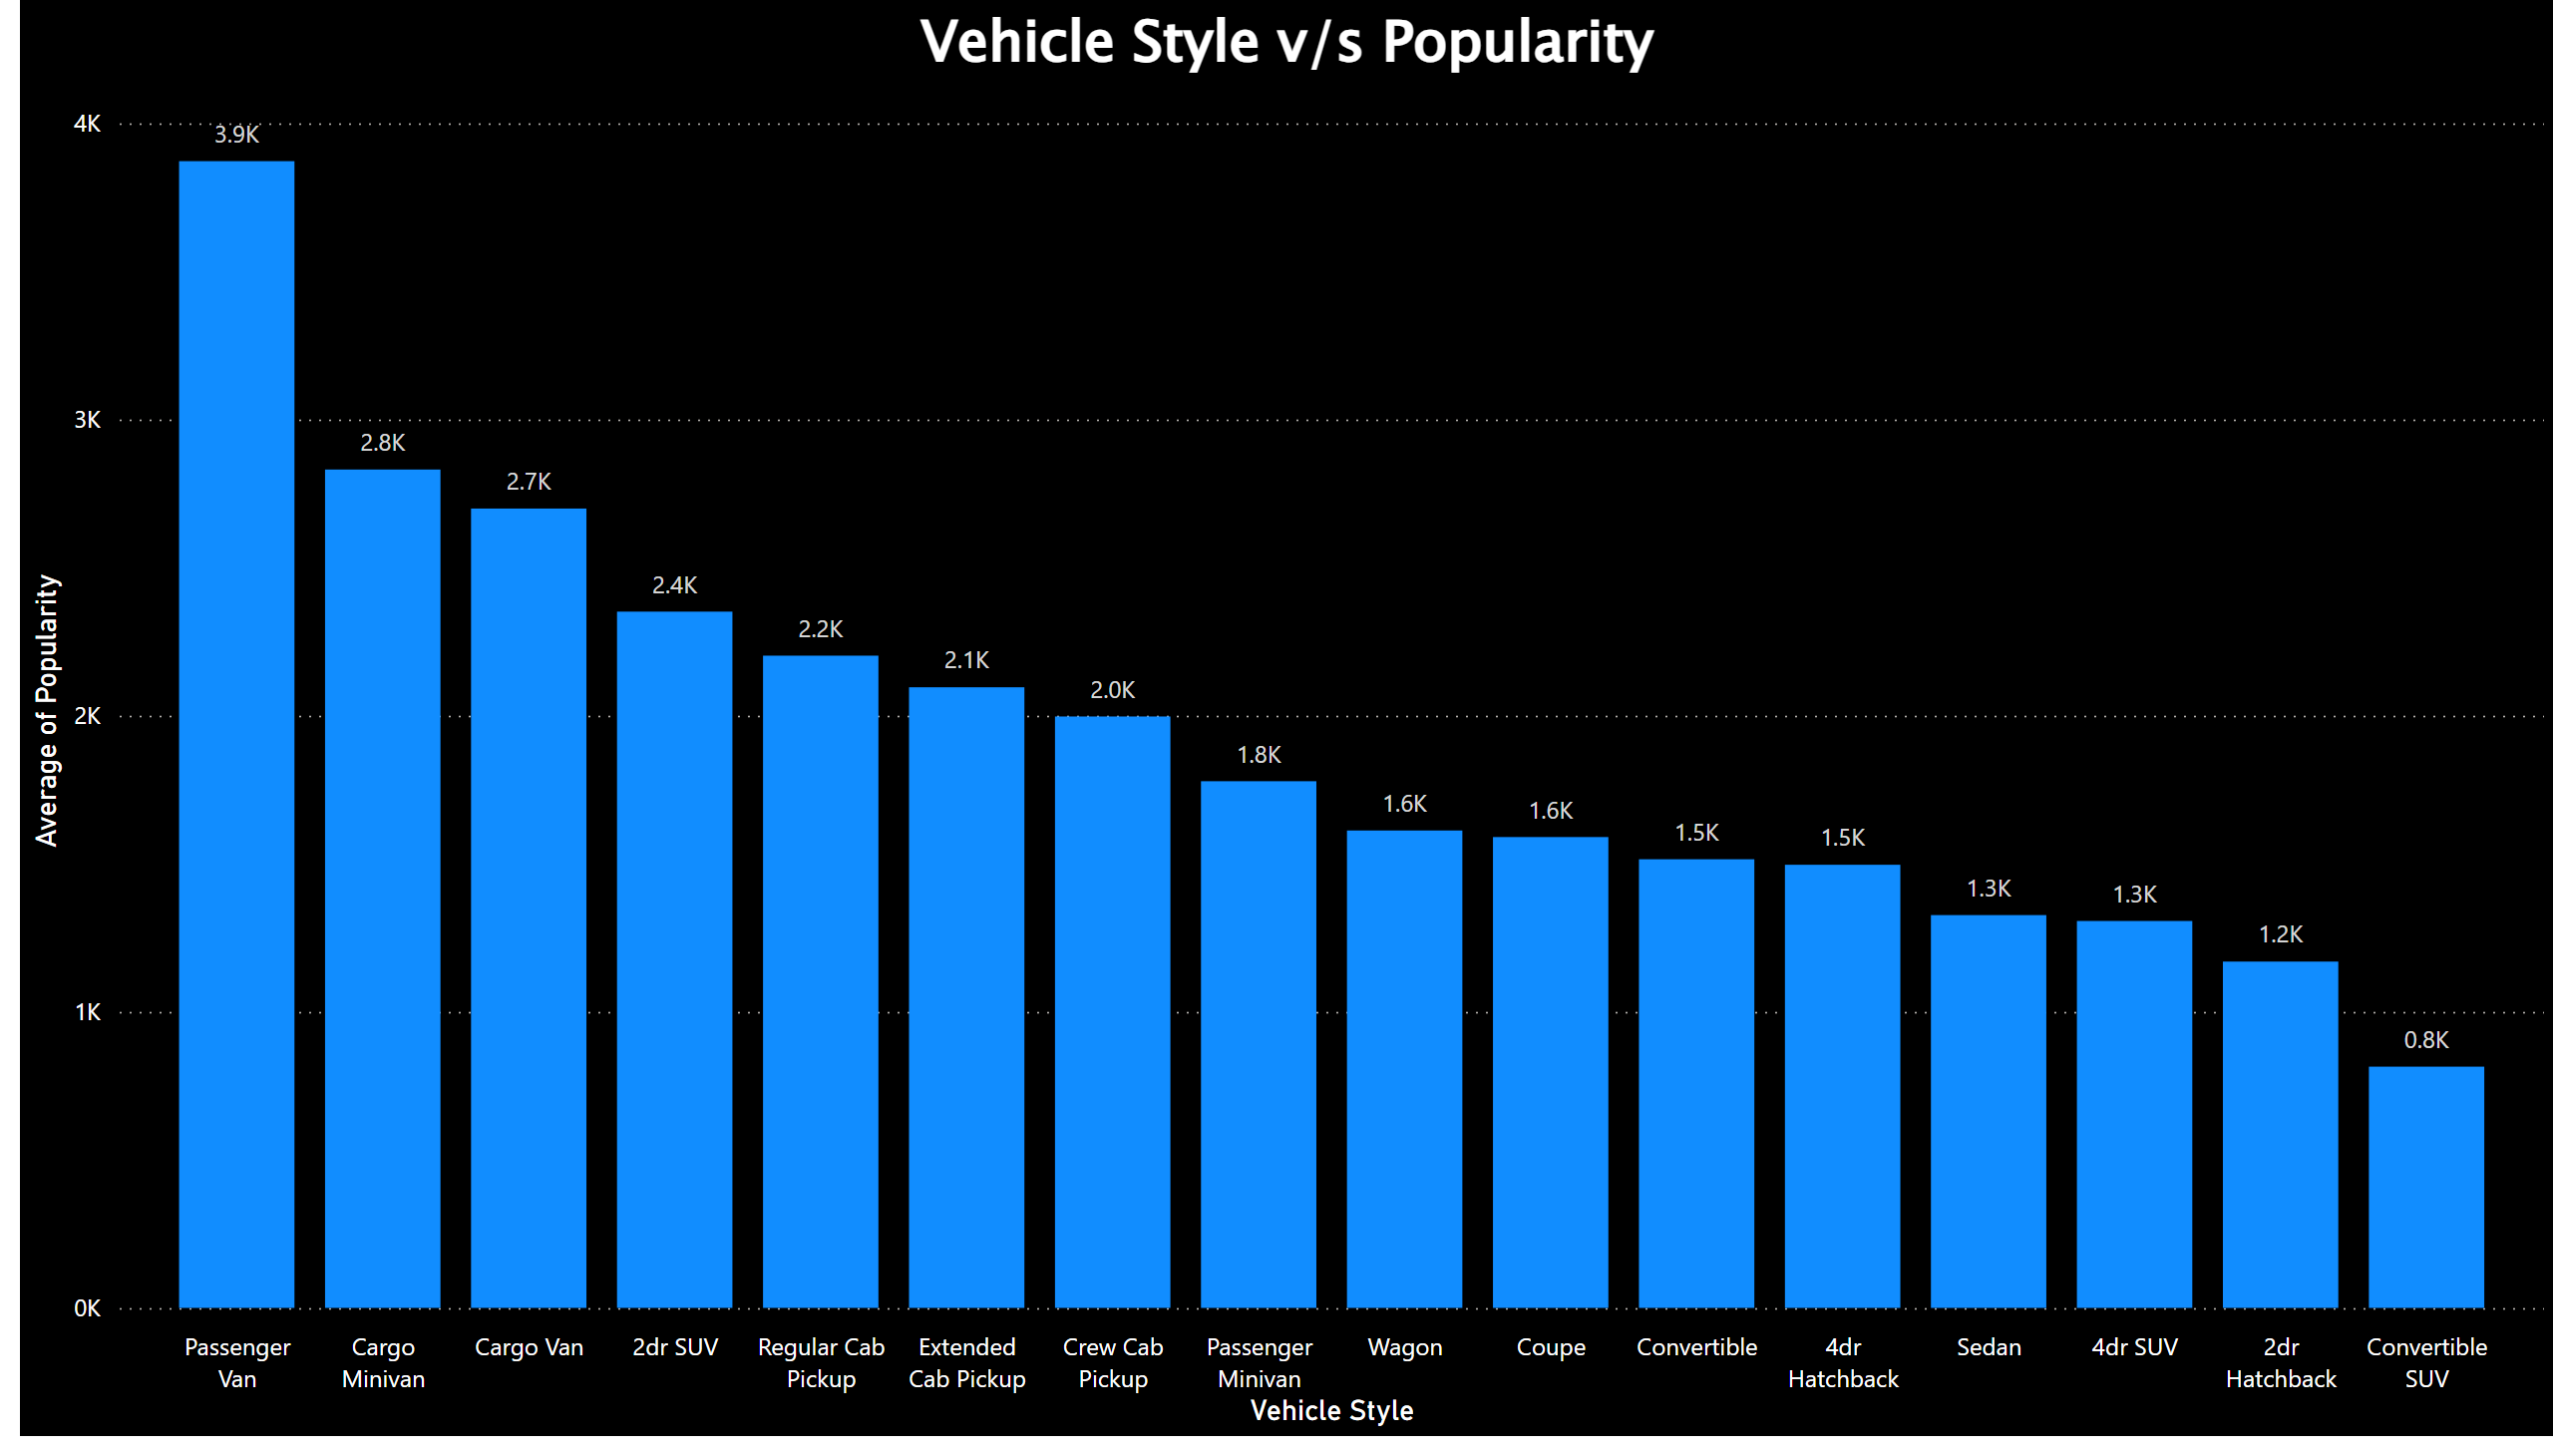 Vehicle Style v/s Popularity
4K
3K
2K
1K
0K
Average of Popularity
3.9K
2.8K
2.7K
2.4K
2.2K
2.1K
2.0K
1.8K
1.6K
1.6K
1.5K
1.5K
1.3K
1.3K
1.2K
0.8K
Passenger
Van
Cargo
Minivan
Cargo Van
2dr SUV
Regular Cab
Pickup
Extended
Cab Pickup
Crew Cab
Pickup
Passenger
Minivan
Wagon
Coupe
Convertible
4dr
Hatchback
Sedan
4dr SUV
2dr
Hatchback
Convertible
SUV
Vehicle Style